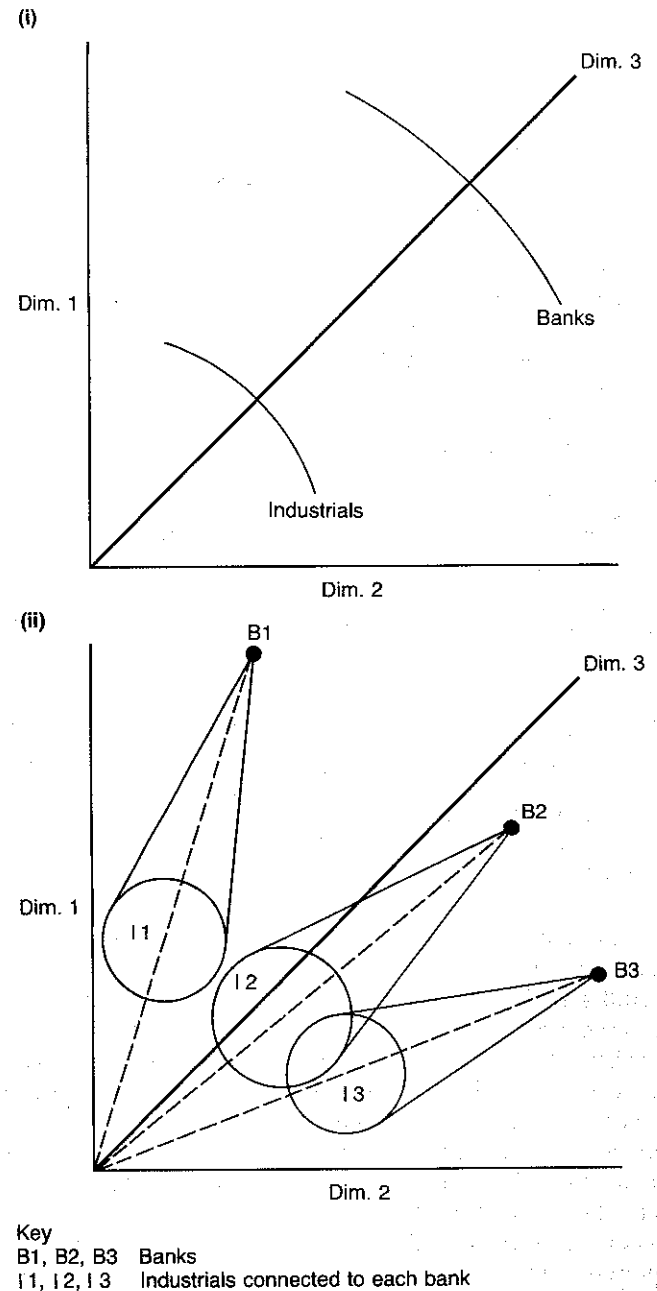 (i)
Dim. 3
Dim. 1
Banks
Industrials
Dim. 2
(ii)
B1
Dim. 3
B2
Dim. 1
I1
B3
I2
I3
Dim. 2
Key
B1, B2, B3 Banks
I1, I2, I3 Industrials connected to each bank